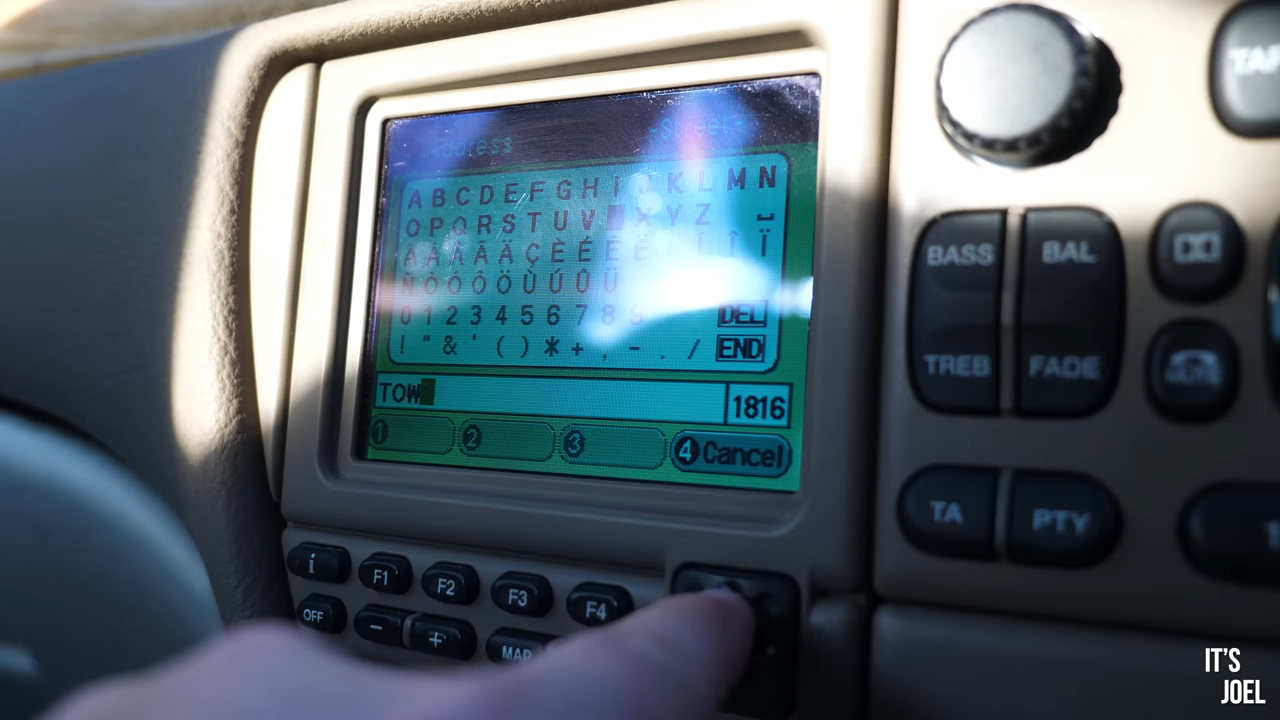 Address
-Street-
A B C D E F G H I J K L M N
O P Q R S T U V W X Y Z ␣
Ï
0 1 2 3 4 5 6 7 8 9 DEL
! " & ' ( ) * + , - . / END
TOW
1816
1
2
3
4 Cancel
i
F1
F2
F3
F4
OFF
-
+
MAP
BASS
BAL
TREB
FADE
TA
PTY
IT'S
JOEL